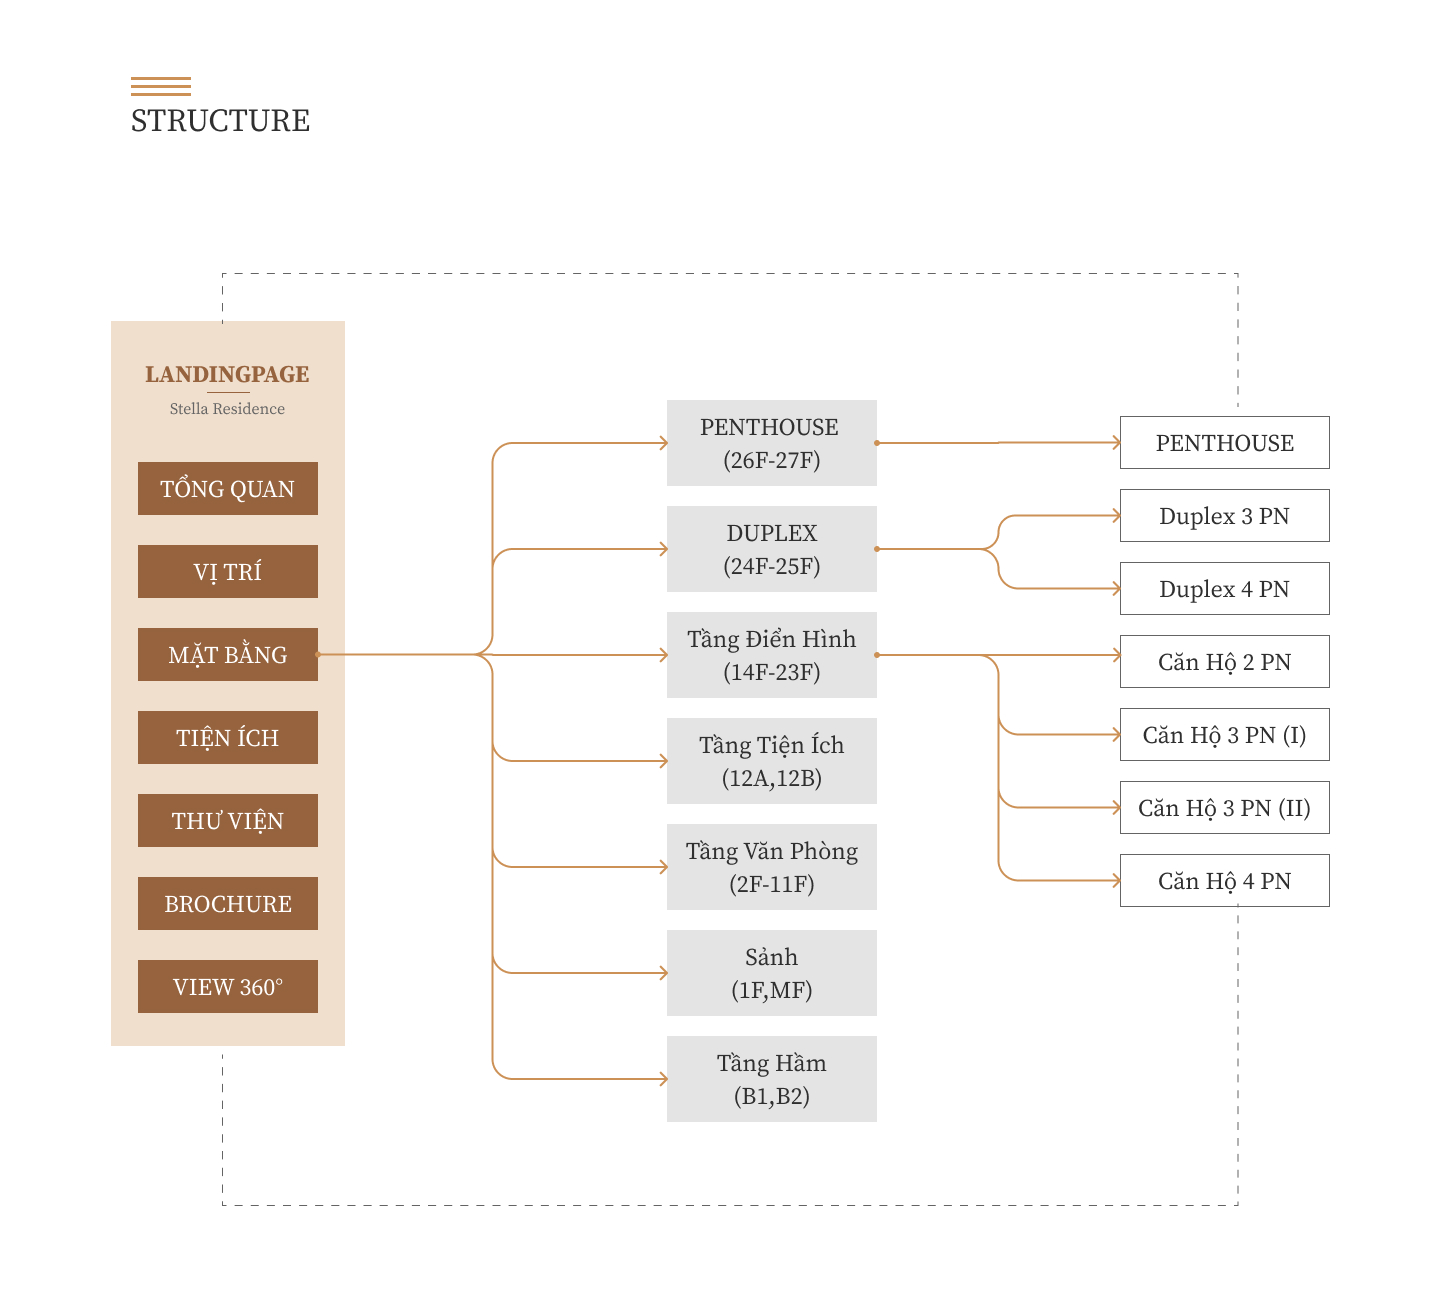 STRUCTURE
LANDINGPAGE
Stella Residence
TỔNG QUAN
VỊ TRÍ
MẶT BẰNG
TIỆN ÍCH
THƯ VIỆN
BROCHURE
VIEW 360°
PENTHOUSE
(26F-27F)
DUPLEX
(24F-25F)
Tầng Điển Hình
(14F-23F)
Tầng Tiện Ích
(12A,12B)
Tầng Văn Phòng
(2F-11F)
Sảnh
(1F,MF)
Tầng Hầm
(B1,B2)
PENTHOUSE
Duplex 3 PN
Duplex 4 PN
Căn Hộ 2 PN
Căn Hộ 3 PN (I)
Căn Hộ 3 PN (II)
Căn Hộ 4 PN